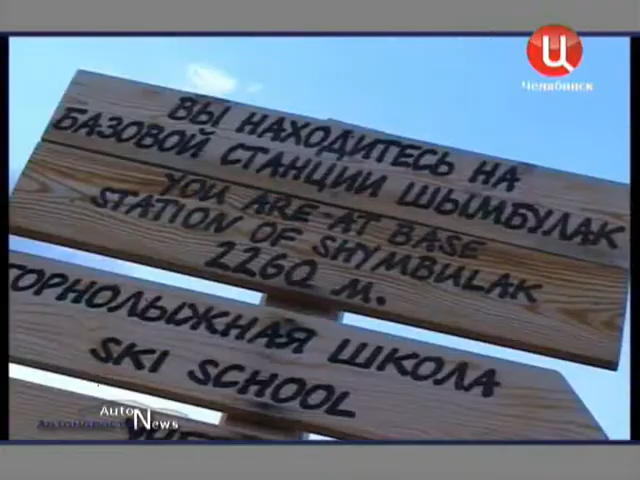 Ц
Челябинск
ВЫ НАХОДИТЕСЬ НА
БАЗОВОЙ СТАНЦИИ ШЫМБУЛАК
YOU ARE AT BASE
STATION OF SHYMBULAK
2260 м.
ГОРНОЛЫЖНАЯ ШКОЛА
SKI SCHOOL
Auto
News